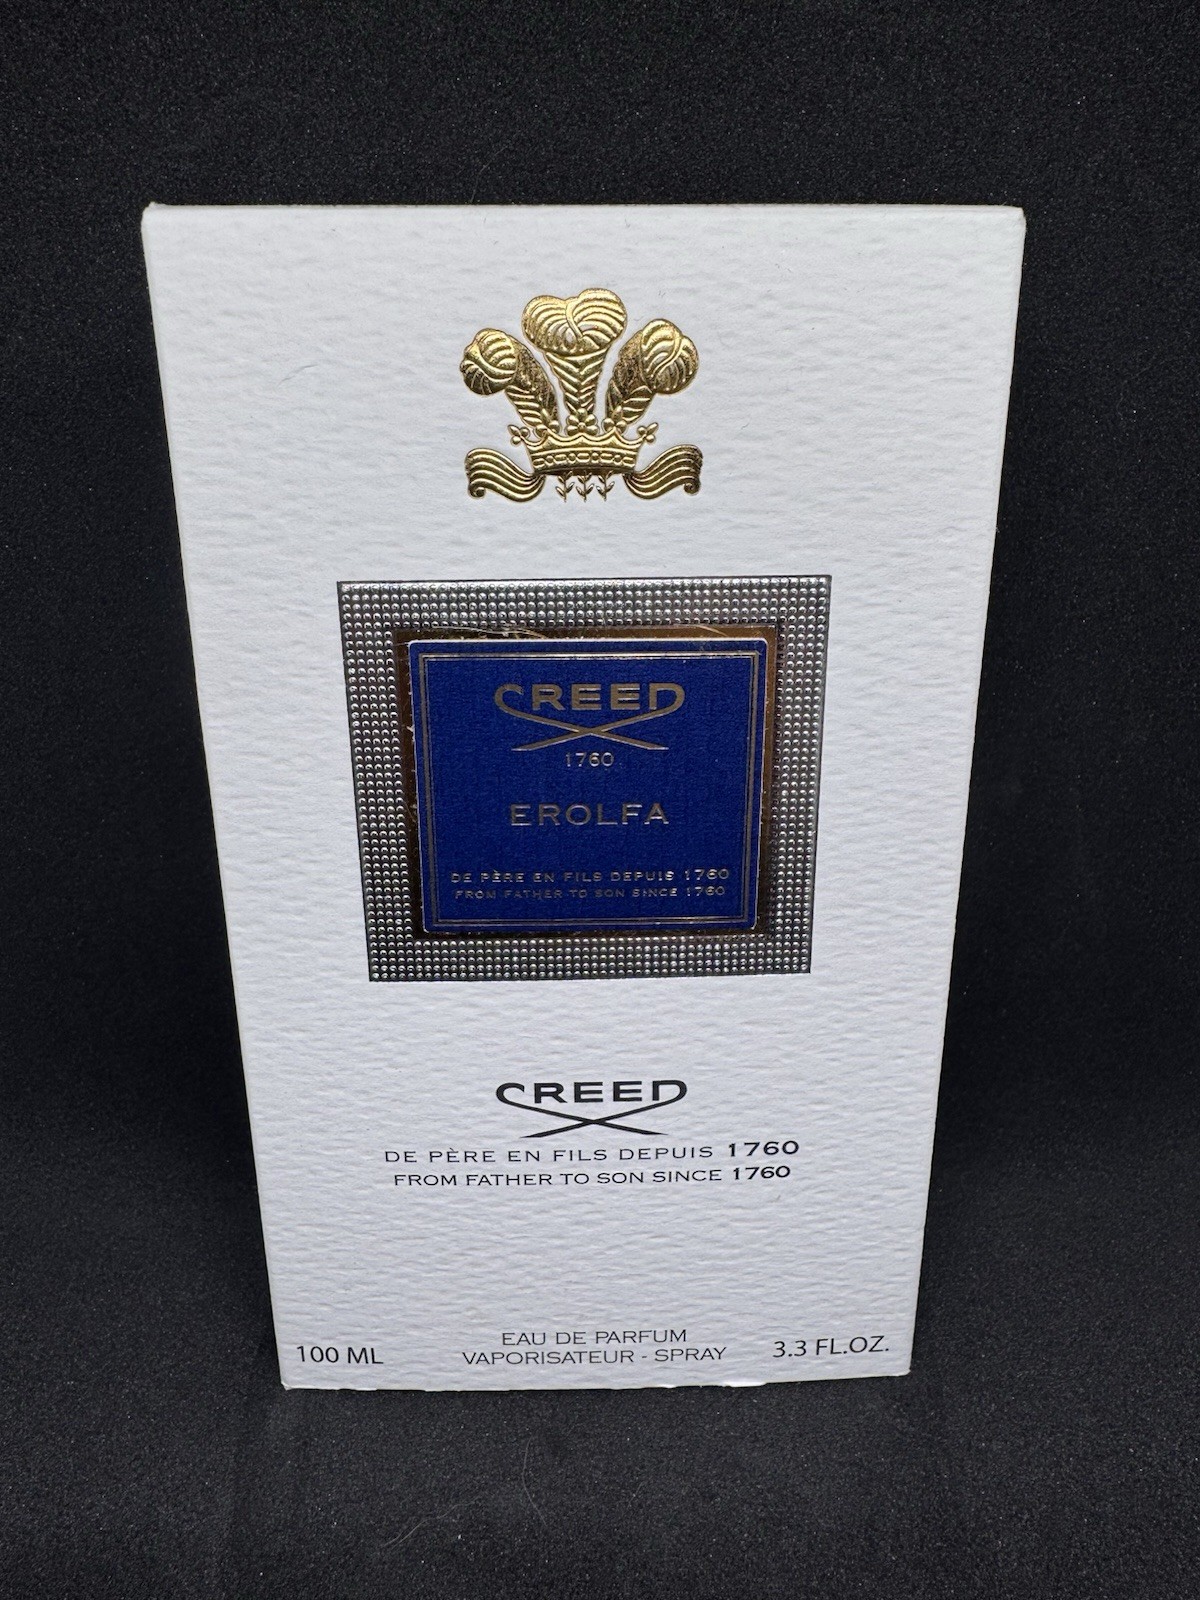 CREED
1760
EROLFA
DE PÈRE EN FILS DEPUIS 1760
FROM FATHER TO SON SINCE 1760
CREED
DE PÈRE EN FILS DEPUIS 1760
FROM FATHER TO SON SINCE 1760
100 ML
EAU DE PARFUM
VAPORISATEUR - SPRAY
3.3 FL.OZ.